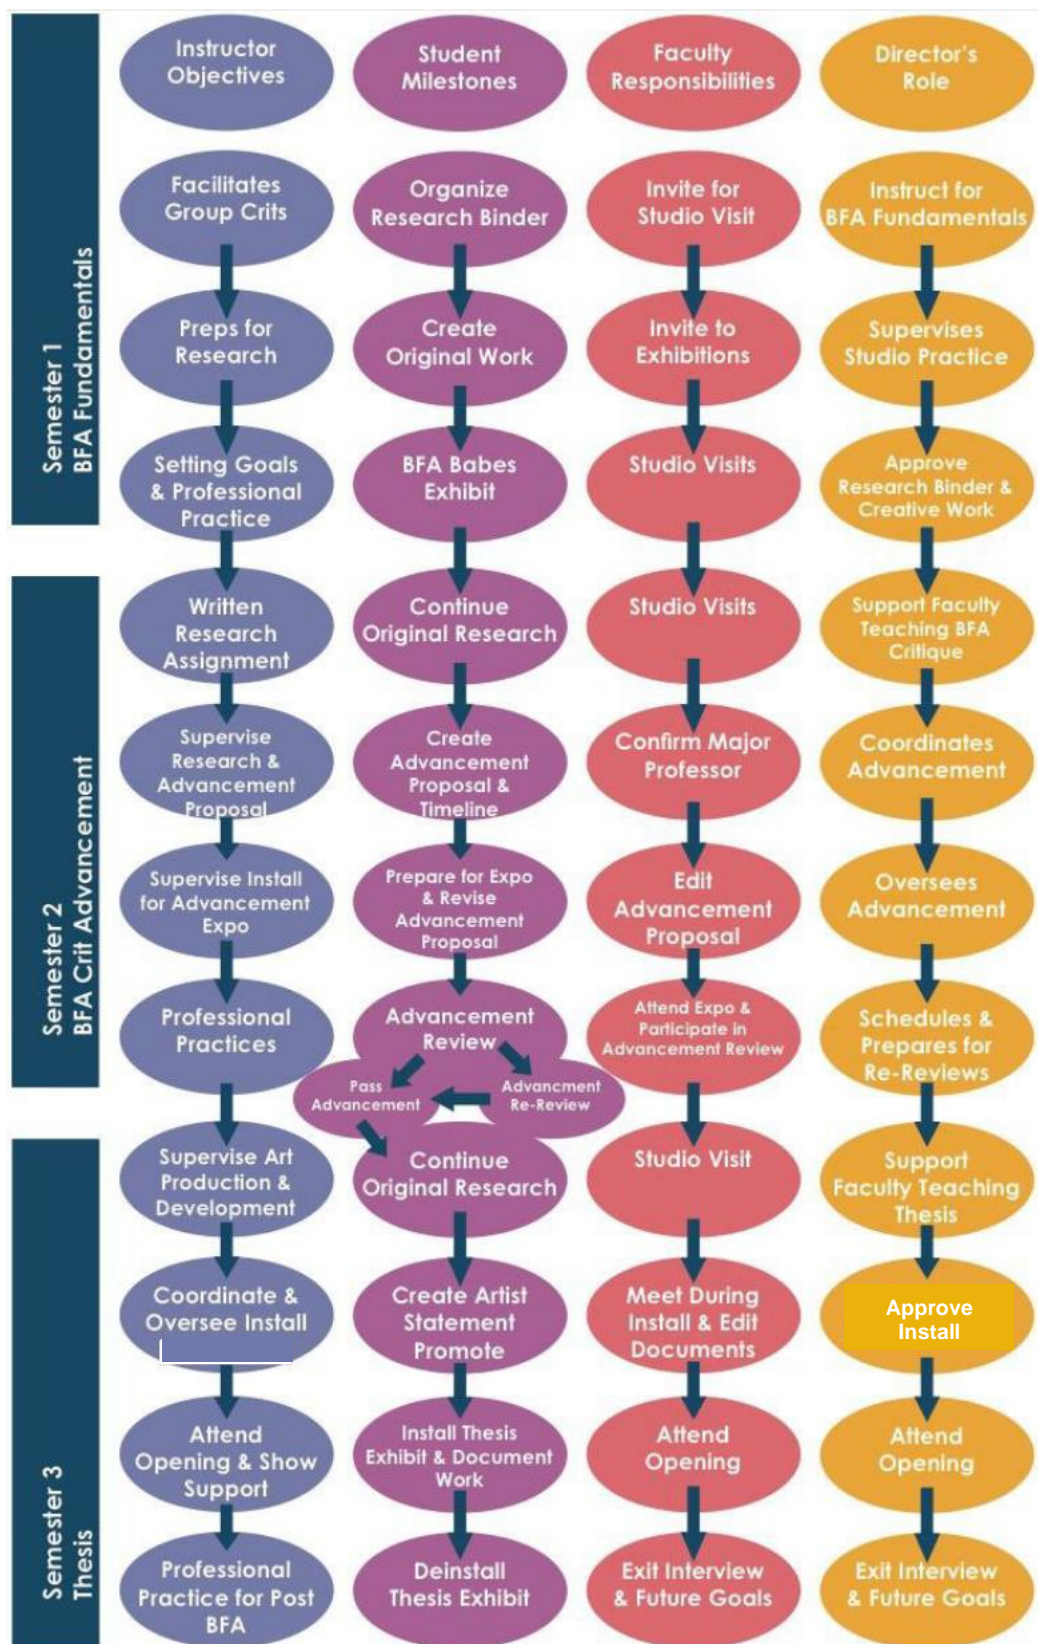 Instructor
Objectives
Student
Milestones
Faculty
Responsibilities
Director's
Role
Semester 1
BFA Fundamentals
Facilitates
Group Crits
Organize
Research Binder
Invite for
Studio Visit
Instruct for
BFA Fundamentals
Preps for
Research
Create
Original Work
Invite to
Exhibitions
Supervises
Studio Practice
Setting Goals
& Professional
Practice
BFA Babes
Exhibit
Studio Visits
Approve
Research Binder &
Creative Work
Semester 2
BFA Crit Advancement
Written
Research
Assignment
Continue
Original Research
Studio Visits
Support Faculty
Teaching BFA
Critique
Supervise
Research &
Advancement
Proposal
Create
Advancement
Proposal &
Timeline
Confirm Major
Professor
Coordinates
Advancement
Supervise Install
for Advancement
Expo
Prepare for Expo
& Revise
Advancement
Proposal
Edit
Advancement
Proposal
Oversees
Advancement
Professional
Practices
Advancement
Review
Attend Expo &
Participate in
Advancement Review
Schedules &
Prepares for
Re-Reviews
Pass
Advancement
Advancment
Re-Review
Semester 3
Thesis
Supervise Art
Production &
Development
Continue
Original Research
Studio Visit
Support
Faculty Teaching
Thesis
Coordinate &
Oversee Install
Create Artist
Statement
Promote
Meet During
Install & Edit
Documents
Approve
Install
Attend
Opening & Show
Support
Install Thesis
Exhibit & Document
Work
Attend
Opening
Attend
Opening
Professional
Practice for Post
BFA
Deinstall
Thesis Exhibit
Exit Interview
& Future Goals
Exit Interview
& Future Goals